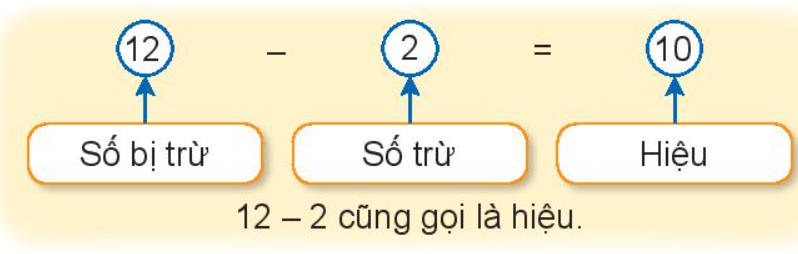 12 – 2 = 10
Số bị trừ Số trừ Hiệu
12 – 2 cũng gọi là hiệu.